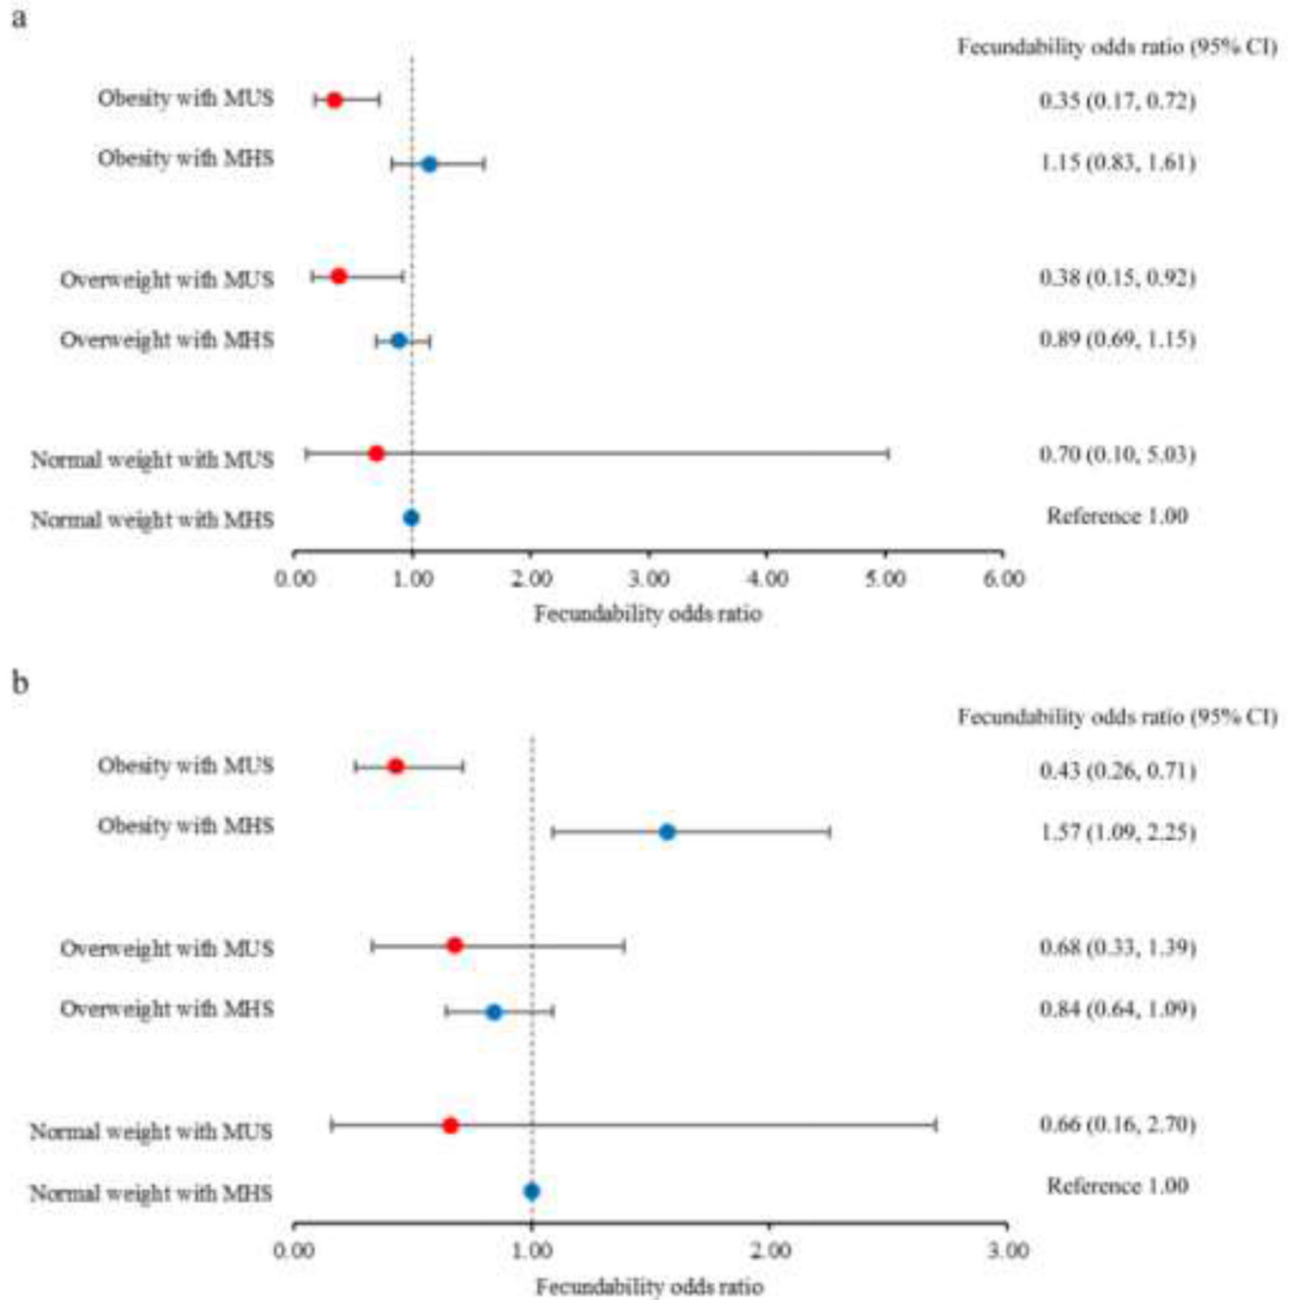 a
Fecundability odds ratio (95% CI)
Obesity with MUS 0.35 (0.17, 0.72)
Obesity with MHS 1.15 (0.83, 1.61)
Overweight with MUS 0.38 (0.15, 0.92)
Overweight with MHS 0.89 (0.69, 1.15)
Normal weight with MUS 0.70 (0.10, 5.03)
Normal weight with MHS Reference 1.00
0.00 1.00 2.00 3.00 4.00 5.00 6.00
Fecundability odds ratio
b
Fecundability odds ratio (95% CI)
Obesity with MUS 0.43 (0.26, 0.71)
Obesity with MHS 1.57 (1.09, 2.25)
Overweight with MUS 0.68 (0.33, 1.39)
Overweight with MHS 0.84 (0.64, 1.09)
Normal weight with MUS 0.66 (0.16, 2.70)
Normal weight with MHS Reference 1.00
0.00 1.00 2.00 3.00
Fecundability odds ratio